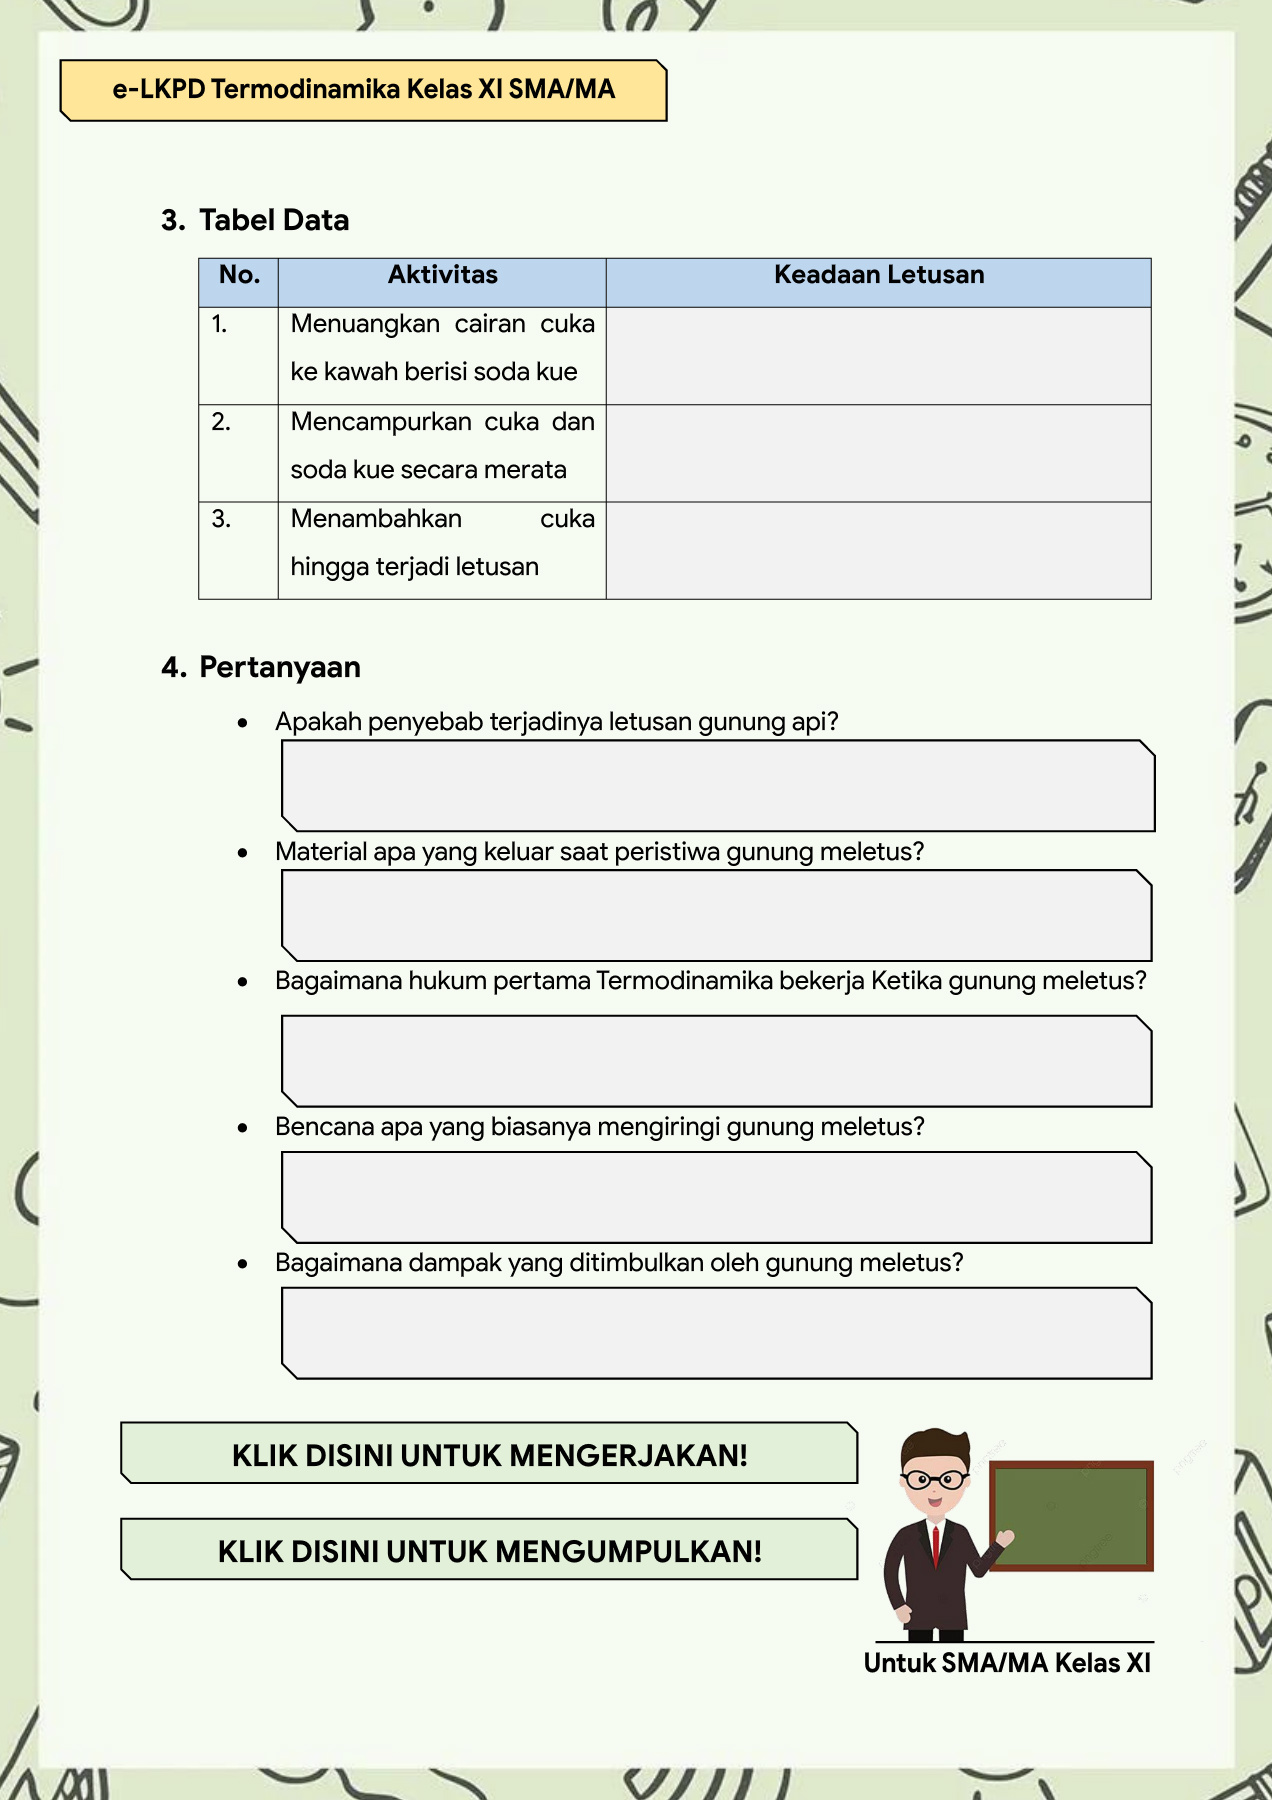 e-LKPD Termodinamika Kelas XI SMA/MA
3. Tabel Data
No. Aktivitas Keadaan Letusan
1. Menuangkan cairan cuka
ke kawah berisi soda kue
2. Mencampurkan cuka dan
soda kue secara merata
3. Menambahkan cuka
hingga terjadi letusan
4. Pertanyaan
• Apakah penyebab terjadinya letusan gunung api?
• Material apa yang keluar saat peristiwa gunung meletus?
• Bagaimana hukum pertama Termodinamika bekerja Ketika gunung meletus?
• Bencana apa yang biasanya mengiringi gunung meletus?
• Bagaimana dampak yang ditimbulkan oleh gunung meletus?
KLIK DISINI UNTUK MENGERJAKAN!
KLIK DISINI UNTUK MENGUMPULKAN!
Untuk SMA/MA Kelas XI